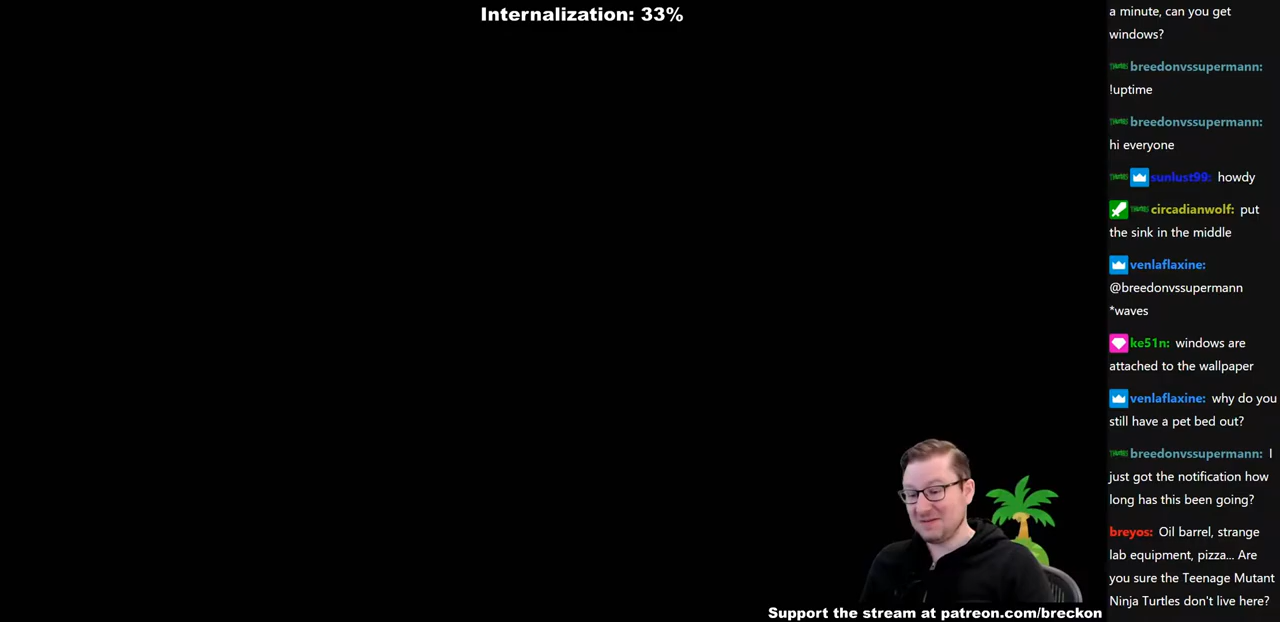 Internalization: 33%
a minute, can you get
windows?
breedonvssupermann:
!uptime
breedonvssupermann:
hi everyone
sunlust99: howdy
circadianwolf: put
the sink in the middle
venlaflaxine:
@breedonvssupermann
*waves
ke51n: windows are
attached to the wallpaper
venlaflaxine: why do you
still have a pet bed out?
breedonvssupermann: I
just got the notification how
long has this been going?
breyos: Oil barrel, strange
lab equipment, pizza... Are
you sure the Teenage Mutant
Ninja Turtles don't live here?
Support the stream at patreon.com/breckon